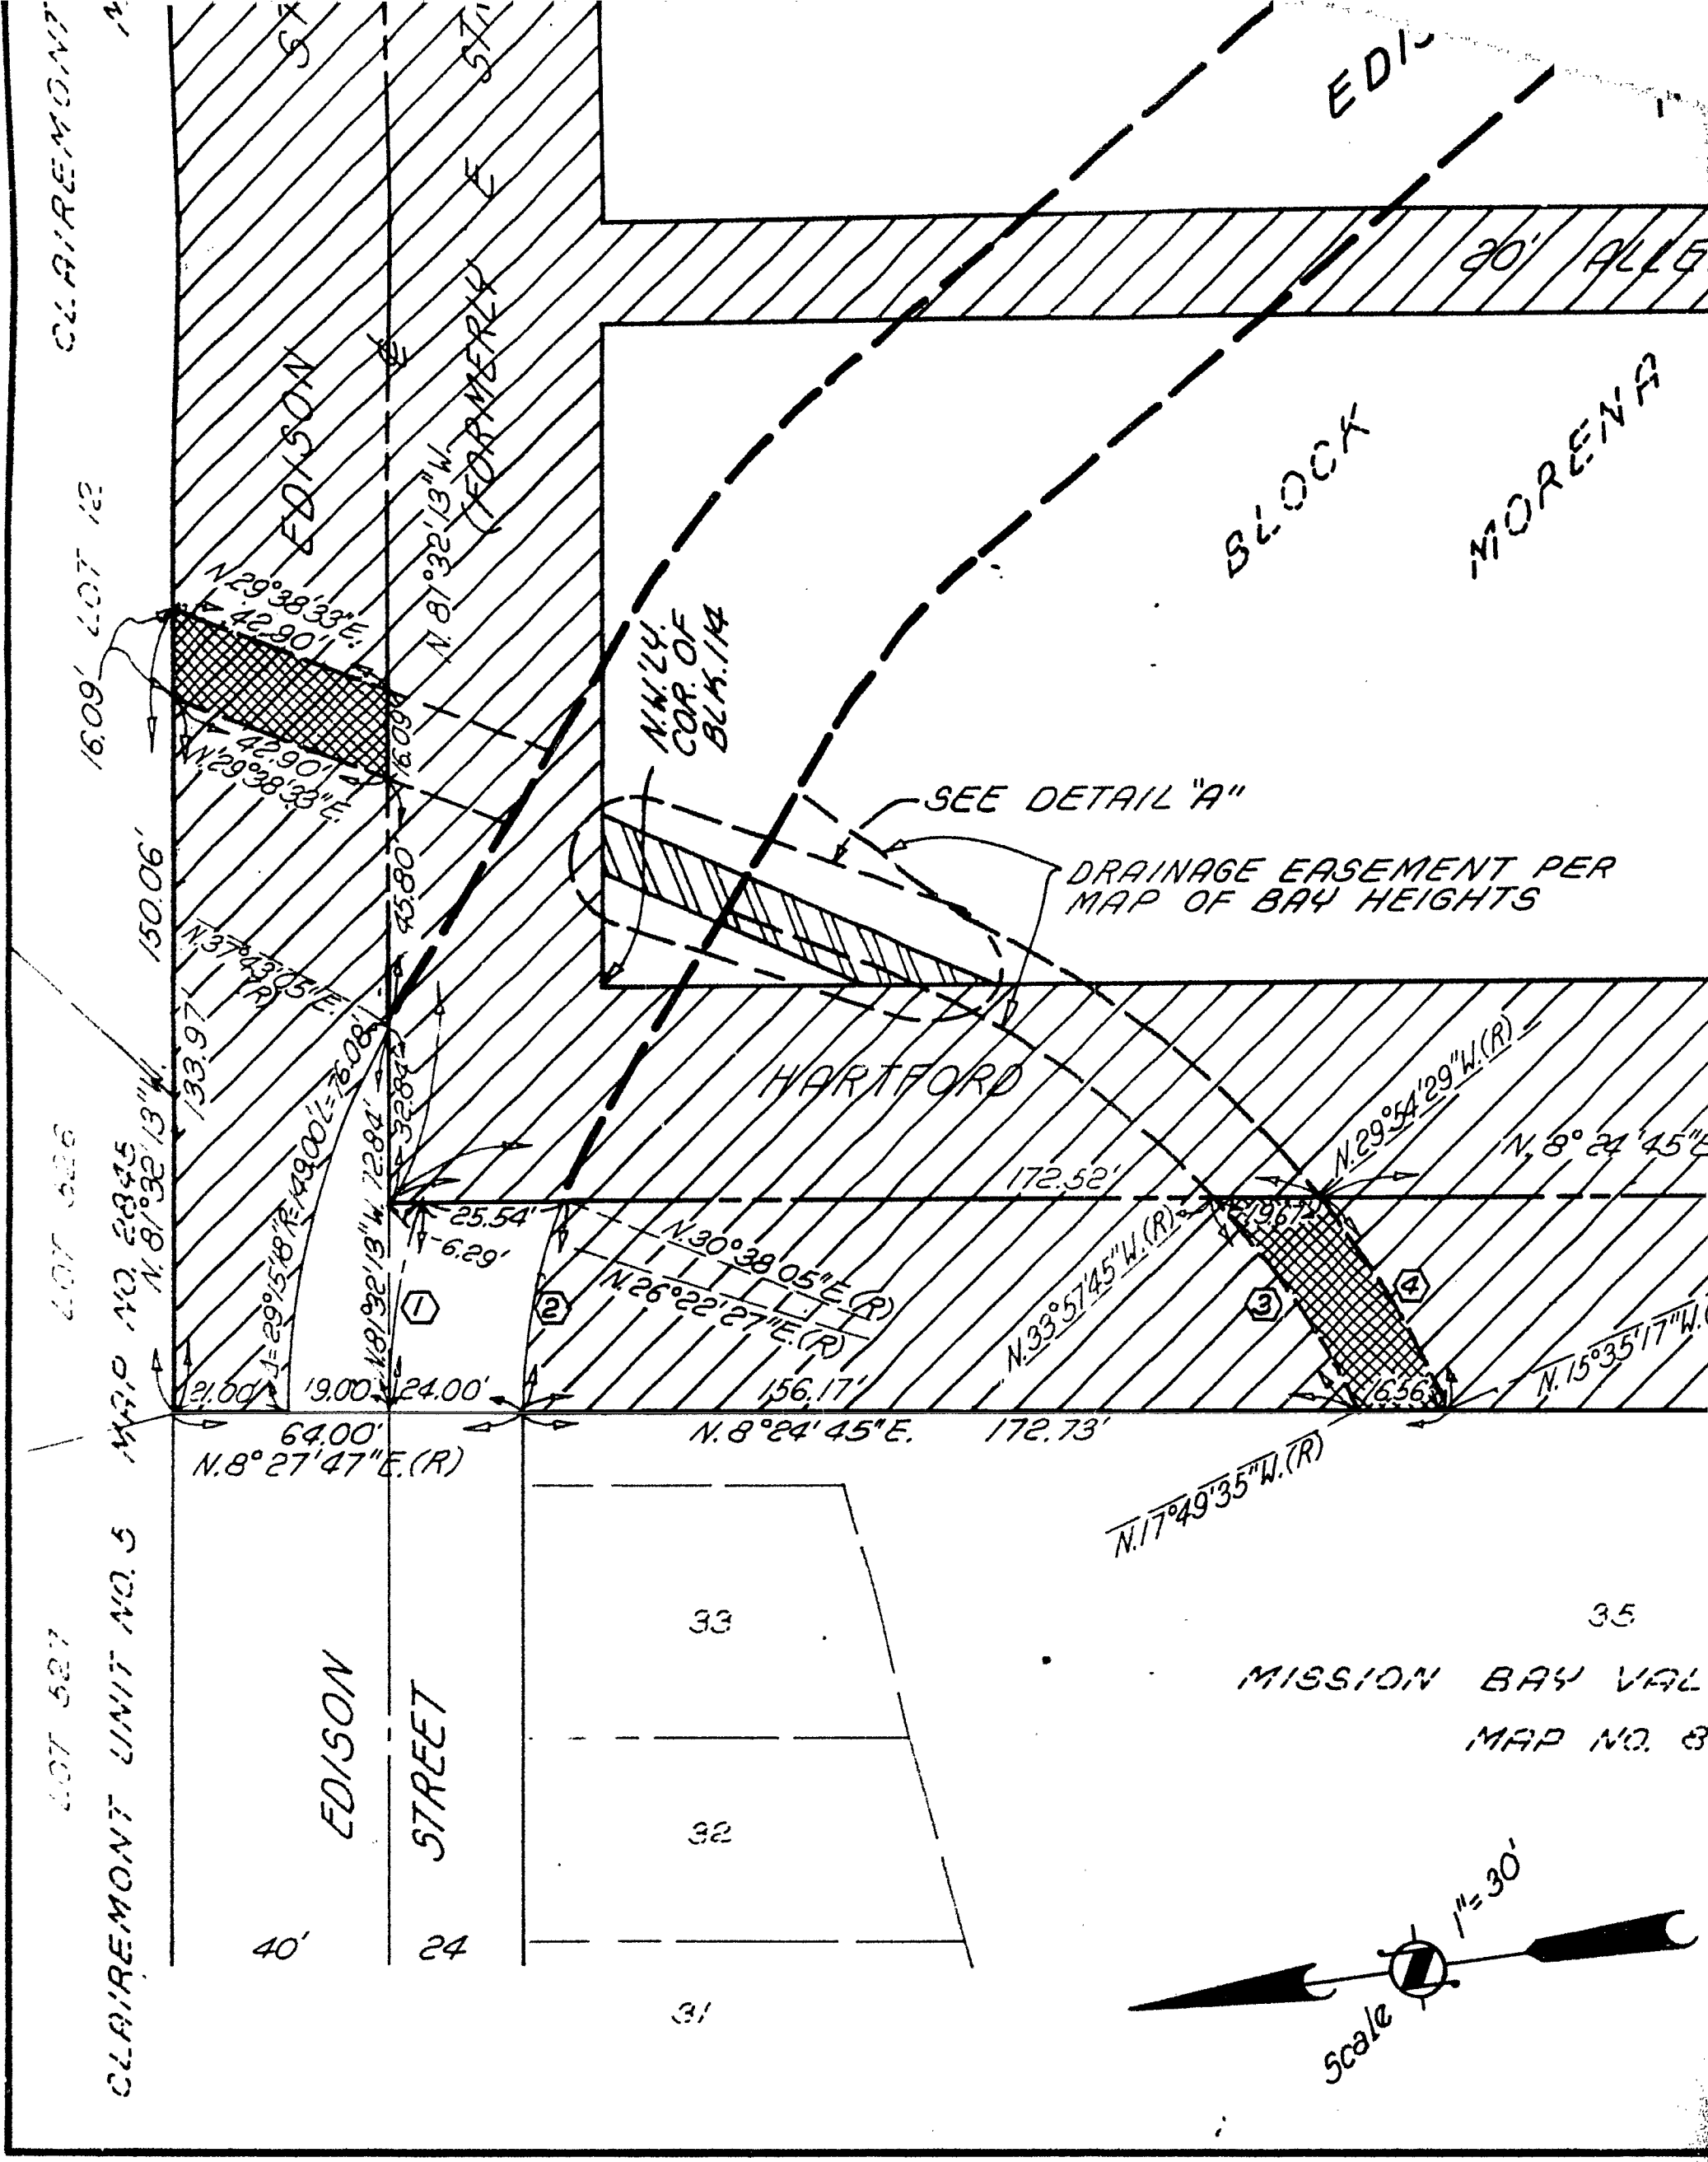 CLAIREMONT
EDISON
℄
(FORMERLY E ST
N.81°32'13"W.
20' ALLE
BLOCK
MORENA
LOT 12
16.09'
N.29°38'33"E.
42.90'
16.09'
42.90'
N.29°38'33"E.
N.W'LY.
COR. OF
BLK.114
SEE DETAIL "A"
DRAINAGE EASEMENT PER
MAP OF BAY HEIGHTS
150.06'
133.97'
N.81°32'13"W.
45.80'
N.37°43'05"E.
(R)
Δ=29°15'18" R=149.00' L=76.08'
N.81°32'13"W. 72.84'
32.84'
HARTFORD
172.52'
N.29°54'29"W.(R)
N.8°24'45"E
25.54'
6.29'
N.30°38'05"E.(R)
N.26°22'27"E.(R)
N.33°57'45"W.(R)
19.67'
1
2
3
4
N.15°35'17"W.(
21.00'
19.00'
24.00'
156.17'
16.56'
64.00'
N.8°27'47"E.(R)
N.8°24'45"E.
172.73'
N.17°49'35"W.(R)
LOT 526
LOT 527
CLAIREMONT UNIT NO. 5 MAP NO. 2845
EDISON
STREET
40'
24
33
32
31
35
MISSION BAY VAL
MAP NO. 8
Scale 1"=30'